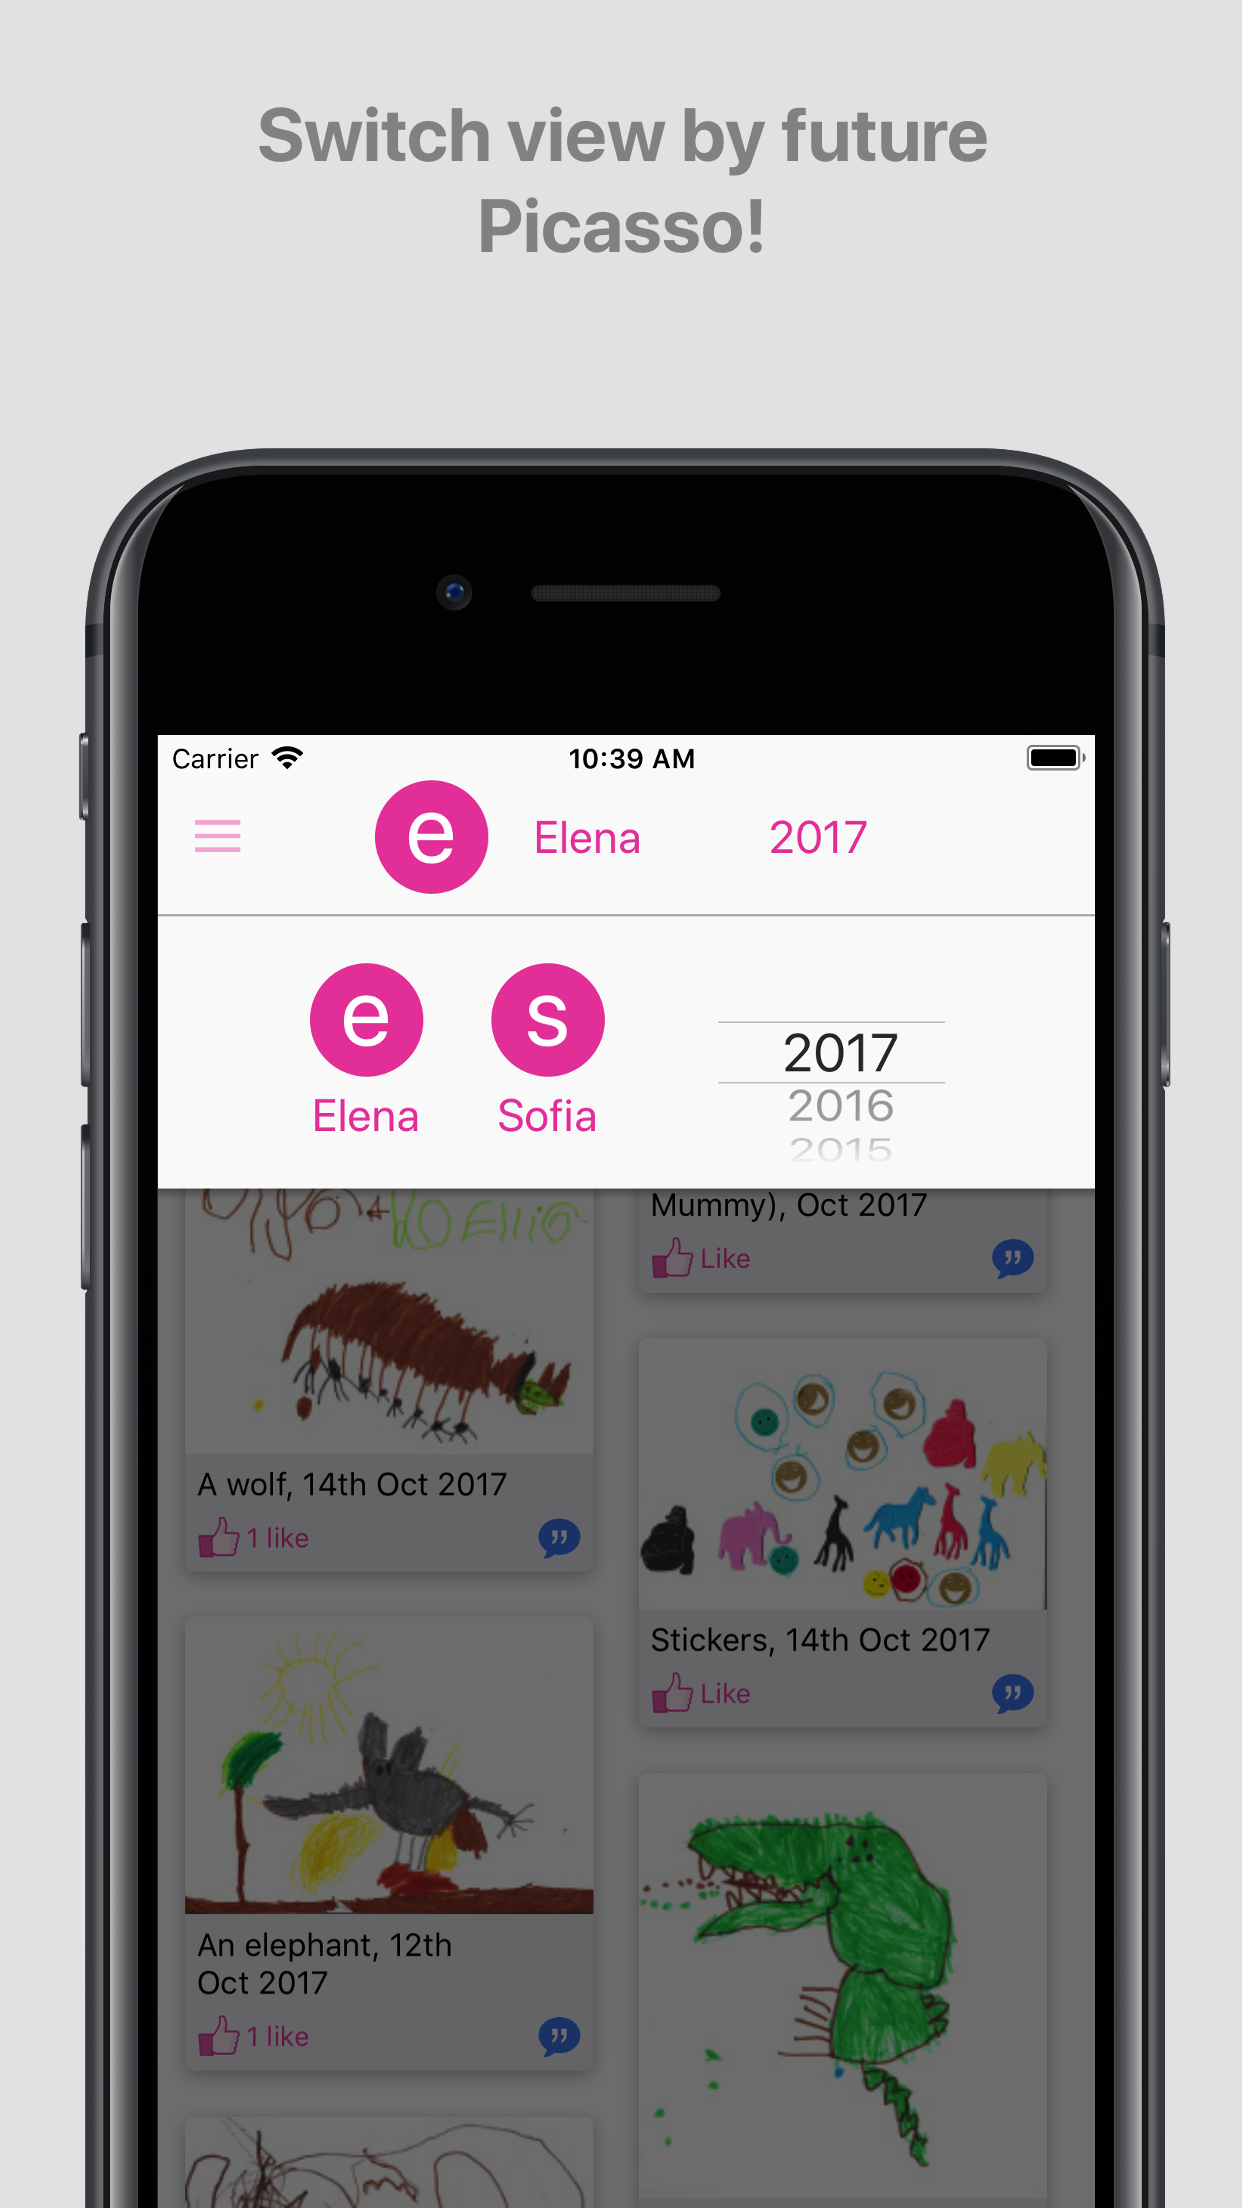 Switch view by future
Picasso!
Carrier
10:39 AM
e
Elena
2017
e
s
Elena
Sofia
2017
2016
2015
Mummy), Oct 2017
Like
A wolf, 14th Oct 2017
1 like
Stickers, 14th Oct 2017
Like
An elephant, 12th
Oct 2017
1 like